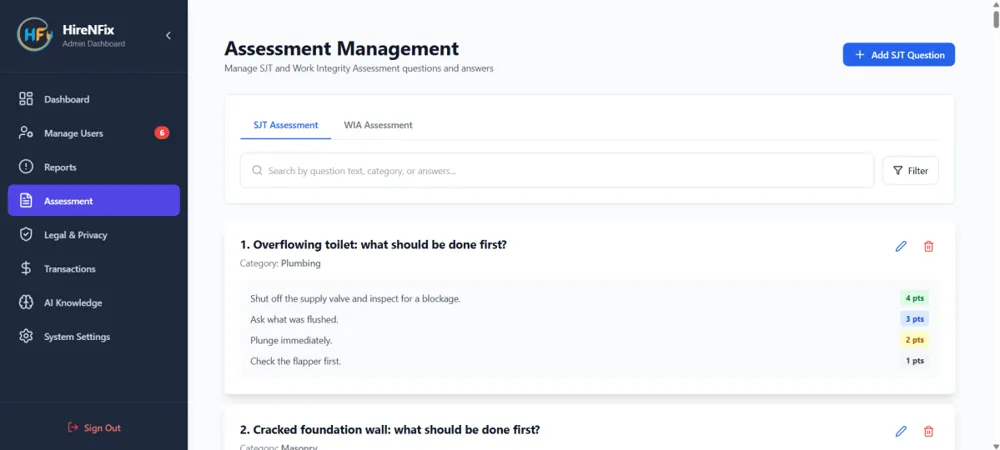 HF
HireNFix
Admin Dashboard
Dashboard
Manage Users 6
Reports
Assessment
Legal & Privacy
Transactions
AI Knowledge
System Settings
Sign Out
Assessment Management
Manage SJT and Work Integrity Assessment questions and answers
+ Add SJT Question
SJT Assessment WIA Assessment
Search by question text, category, or answers...
Filter
1. Overflowing toilet: what should be done first?
Category: Plumbing
Shut off the supply valve and inspect for a blockage. 4 pts
Ask what was flushed. 3 pts
Plunge immediately. 2 pts
Check the flapper first. 1 pts
2. Cracked foundation wall: what should be done first?
Category: Masonry